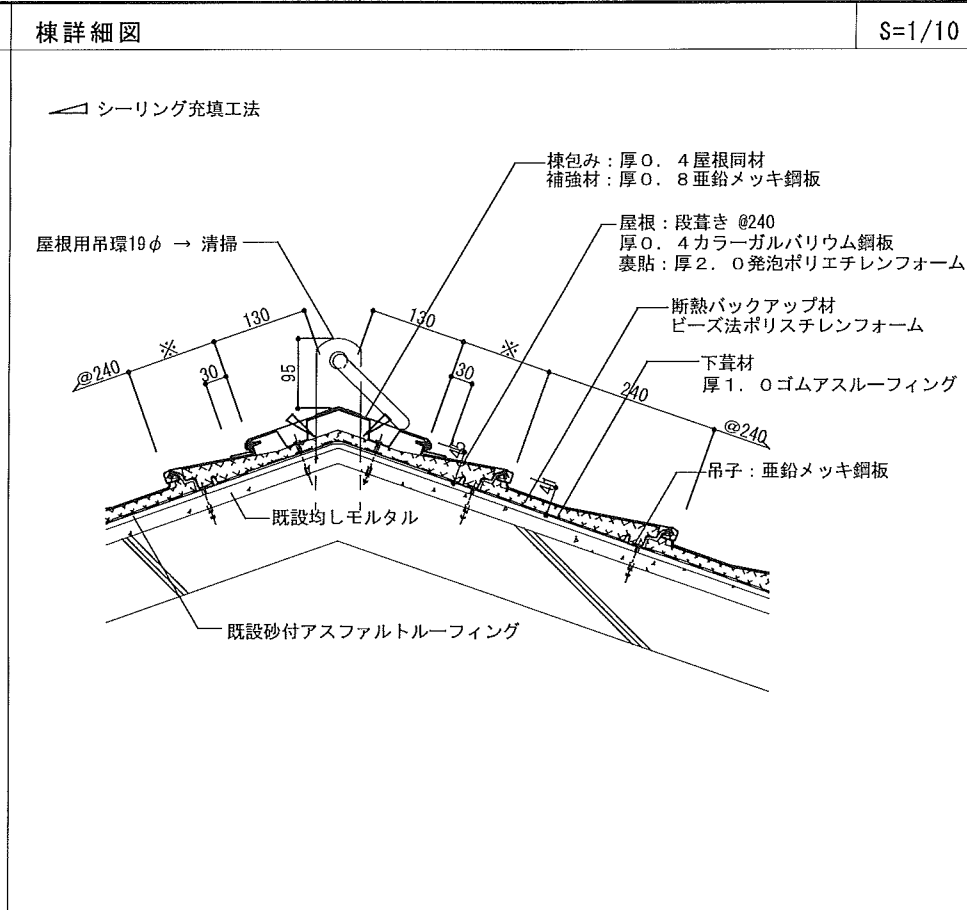 棟詳細図
S=1/10
シーリング充填工法
棟包み：厚０．４屋根同材
補強材：厚０．８亜鉛メッキ鋼板
屋根用吊環19φ → 清掃
屋根：段葺き @240
厚０．４カラーガルバリウム鋼板
裏貼：厚２．０発泡ポリエチレンフォーム
断熱バックアップ材
ビーズ法ポリスチレンフォーム
下葺材
厚１．０ゴムアスルーフィング
@240
※
130
30
95
130
30
※
240
@240
吊子：亜鉛メッキ鋼板
既設均しモルタル
既設砂付アスファルトルーフィング